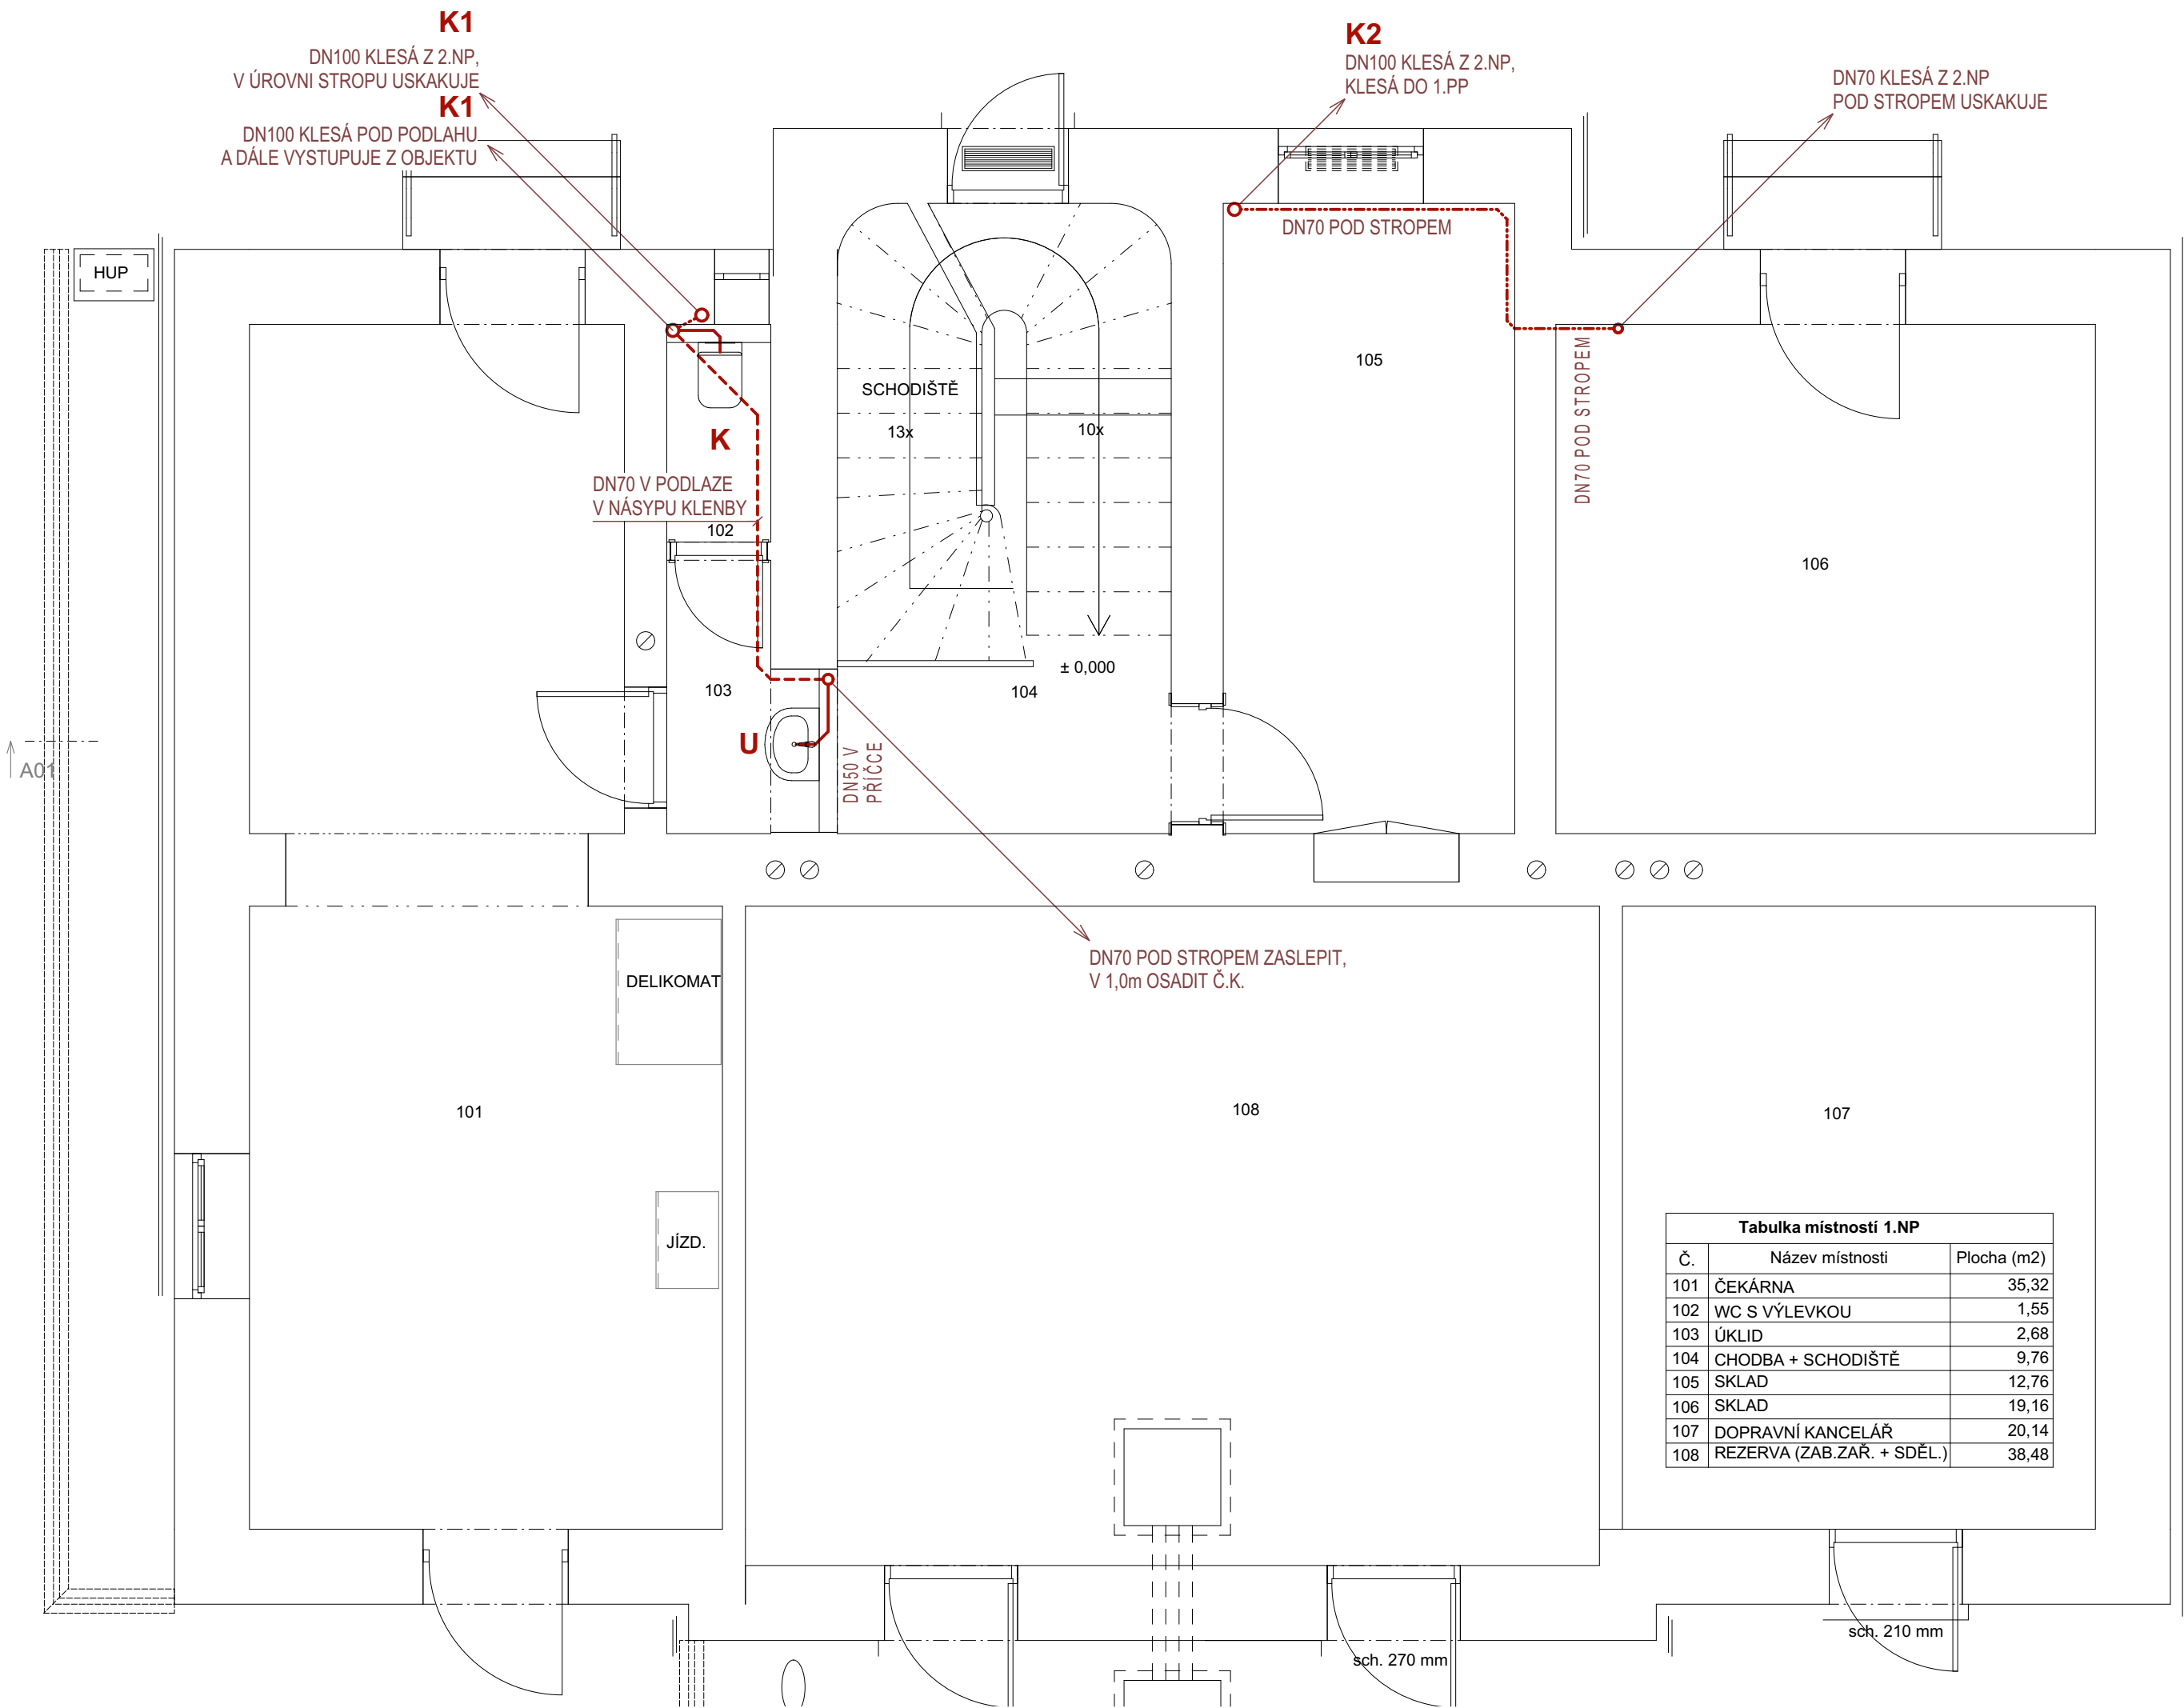 K1
DN100 KLESÁ Z 2.NP,
V ÚROVNI STROPU USKAKUJE
K1
DN100 KLESÁ POD PODLAHU
A DÁLE VYSTUPUJE Z OBJEKTU
K2
DN100 KLESÁ Z 2.NP,
KLESÁ DO 1.PP
DN70 KLESÁ Z 2.NP
POD STROPEM USKAKUJE
HUP
DN70 POD STROPEM
DN70 POD STROPEM
SCHODIŠTĚ
13x
10x
105
106
K
DN70 V PODLAZE
V NÁSYPU KLENBY
102
103
104
± 0,000
U
DN50 V
PŘÍČCE
A01
DN70 POD STROPEM ZASLEPIT,
V 1,0m OSADIT Č.K.
DELIKOMAT
101
108
107
JÍZD.
Tabulka místností 1.NP
Č. Název místnosti Plocha (m2)
101 ČEKÁRNA 35,32
102 WC S VÝLEVKOU 1,55
103 ÚKLID 2,68
104 CHODBA + SCHODIŠTĚ 9,76
105 SKLAD 12,76
106 SKLAD 19,16
107 DOPRAVNÍ KANCELÁŘ 20,14
108 REZERVA (ZAB.ZAŘ. + SDĚL.) 38,48
sch. 210 mm
sch. 270 mm